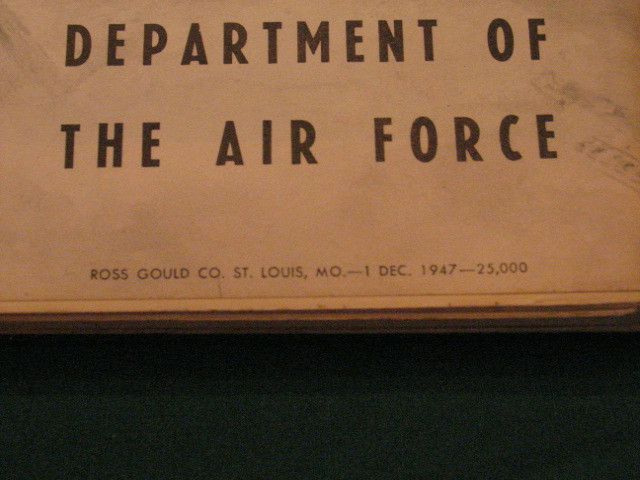 DEPARTMENT OF
THE AIR FORCE
ROSS GOULD CO. ST. LOUIS, MO.—1 DEC. 1947—25,000